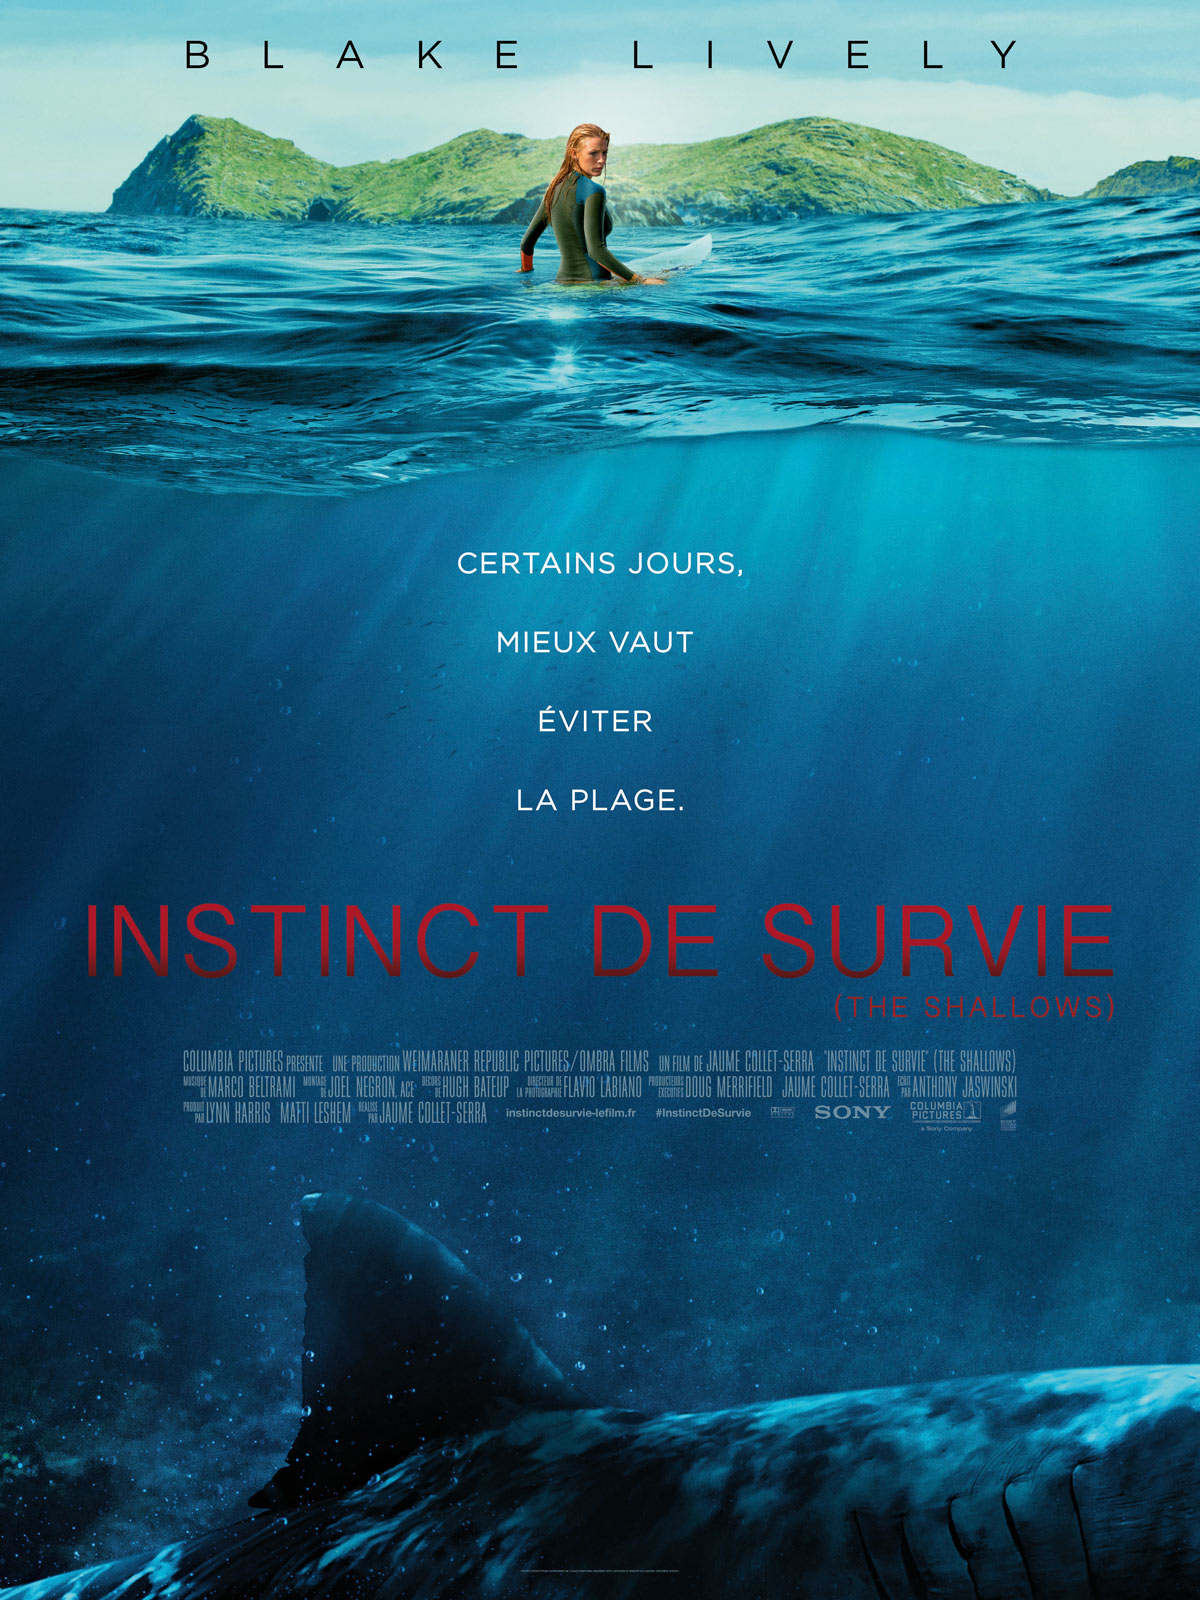 BLAKE LIVELY
CERTAINS JOURS,
MIEUX VAUT
ÉVITER
LA PLAGE.
INSTINCT DE SURVIE
(THE SHALLOWS)
COLUMBIA PICTURES PRÉSENTE UNE PRODUCTION WEIMARANER REPUBLIC PICTURES/OMBRA FILMS UN FILM DE JAUME COLLET-SERRA "INSTINCT DE SURVIE" (THE SHALLOWS)
MUSIQUE DE MARCO BELTRAMI MONTAGE DE JOEL NEGRON, ACE DÉCORS DE HUGH BATEUP DIRECTEUR DE LA PHOTOGRAPHIE FLAVIO LABIANO PRODUCTEURS EXÉCUTIFS DOUG MERRIFIELD JAUME COLLET-SERRA ÉCRIT PAR ANTHONY JASWINSKI
PRODUIT PAR LYNN HARRIS MATTI LESHEM RÉALISÉ PAR JAUME COLLET-SERRA instinctdesurvie-lefilm.fr #InstinctDeSurvie SONY COLUMBIA PICTURES
a Sony Company